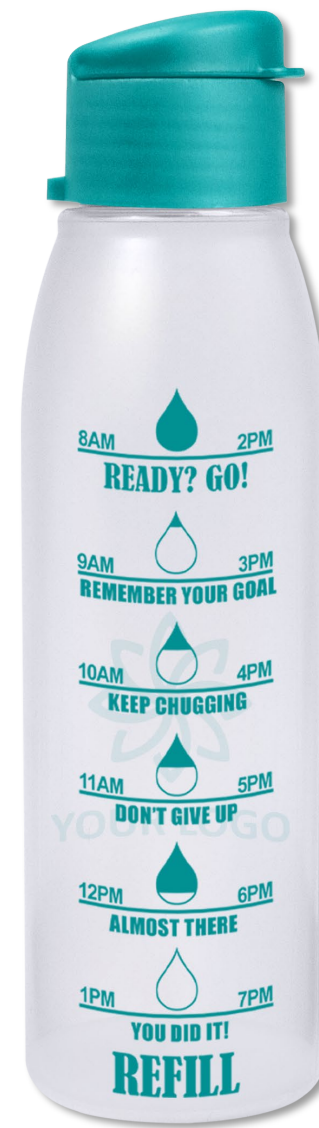 8AM 2PM
READY? GO!
9AM 3PM
REMEMBER YOUR GOAL
10AM 4PM
KEEP CHUGGING
11AM 5PM
DON'T GIVE UP
YOUR LOGO
12PM 6PM
ALMOST THERE
1PM 7PM
YOU DID IT!
REFILL